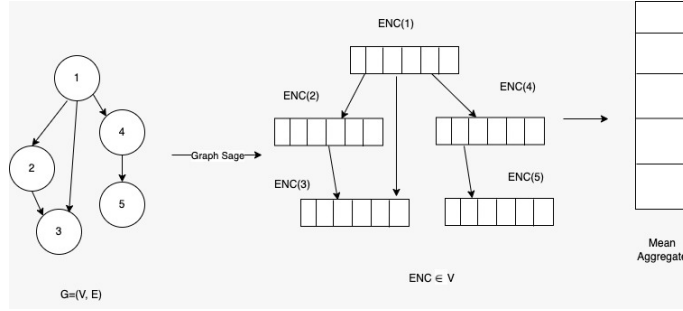 ENC(1)
1
ENC(2)
ENC(4)
4
2
Graph Sage
ENC(3)
ENC(5)
5
3
Mean
Aggregate
ENC ∈ V
G=(V, E)